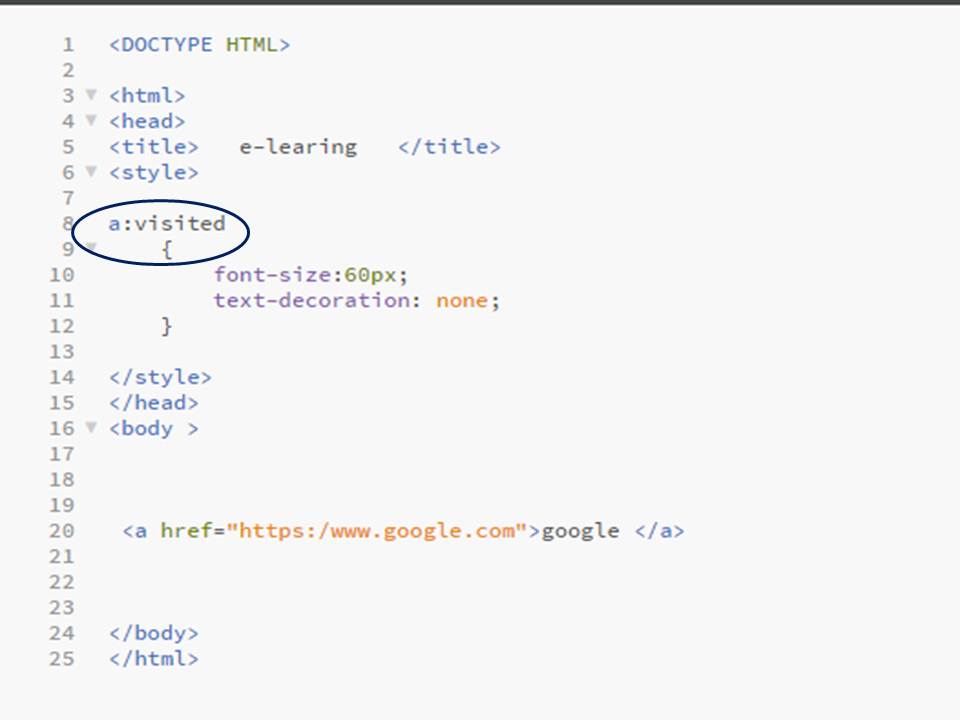 1 <DOCTYPE HTML>
2
3 <html>
4 <head>
5 <title> e-learing </title>
6 <style>
7
8 a:visited
9 {
10 font-size:60px;
11 text-decoration: none;
12 }
13
14 </style>
15 </head>
16 <body >
17
18
19
20 <a href="https:/www.google.com">google </a>
21
22
23
24 </body>
25 </html>